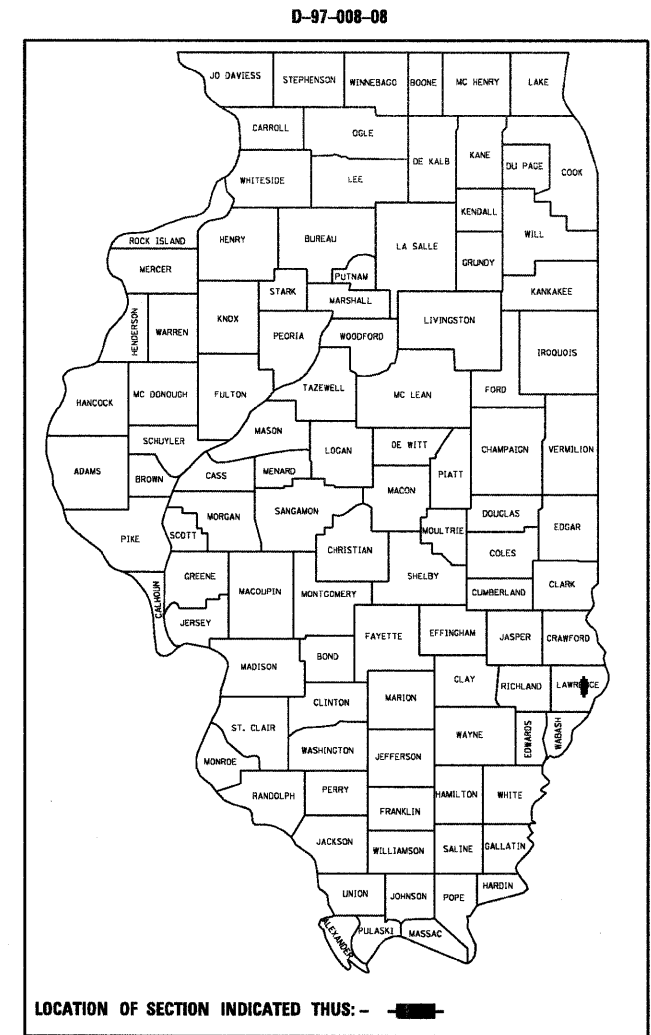 D-97-008-08
JO DAVIESS
STEPHENSON
WINNEBAGO
BOONE
MC HENRY
LAKE
CARROLL
OGLE
DE KALB
KANE
DU PAGE
COOK
WHITESIDE
LEE
KENDALL
WILL
ROCK ISLAND
HENRY
BUREAU
LA SALLE
GRUNDY
MERCER
PUTNAM
STARK
MARSHALL
KANKAKEE
HENDERSON
WARREN
KNOX
PEORIA
WOODFORD
LIVINGSTON
IROQUOIS
HANCOCK
MC DONOUGH
FULTON
TAZEWELL
MC LEAN
FORD
MASON
SCHUYLER
LOGAN
DE WITT
CHAMPAIGN
VERMILION
ADAMS
BROWN
CASS
MENARD
PIATT
MACON
MORGAN
SANGAMON
DOUGLAS
EDGAR
PIKE
SCOTT
CHRISTIAN
MOULTRIE
COLES
GREENE
MACOUPIN
MONTGOMERY
SHELBY
CUMBERLAND
CLARK
CALHOUN
JERSEY
FAYETTE
EFFINGHAM
JASPER
CRAWFORD
MADISON
BOND
CLAY
RICHLAND
LAWRENCE
CLINTON
MARION
ST. CLAIR
WAYNE
EDWARDS
WABASH
MONROE
WASHINGTON
JEFFERSON
RANDOLPH
PERRY
HAMILTON
WHITE
FRANKLIN
JACKSON
WILLIAMSON
SALINE
GALLATIN
UNION
JOHNSON
POPE
HARDIN
ALEXANDER
PULASKI
MASSAC
LOCATION OF SECTION INDICATED THUS: -